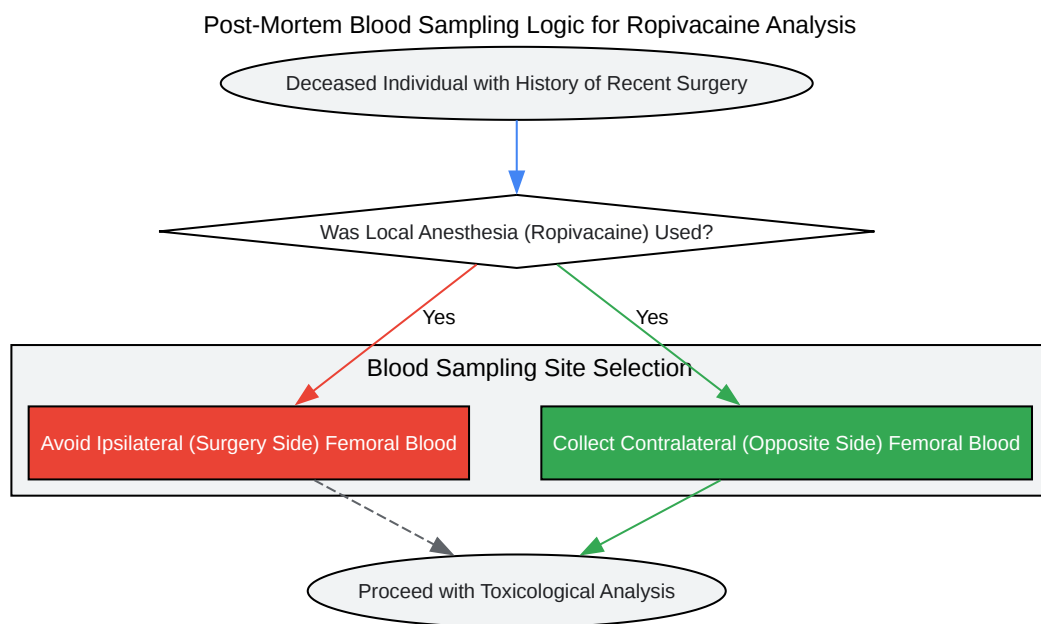 Post-Mortem Blood Sampling Logic for Ropivacaine Analysis
Deceased Individual with History of Recent Surgery
Was Local Anesthesia (Ropivacaine) Used?
Yes
Yes
Blood Sampling Site Selection
Avoid Ipsilateral (Surgery Side) Femoral Blood
Collect Contralateral (Opposite Side) Femoral Blood
Proceed with Toxicological Analysis